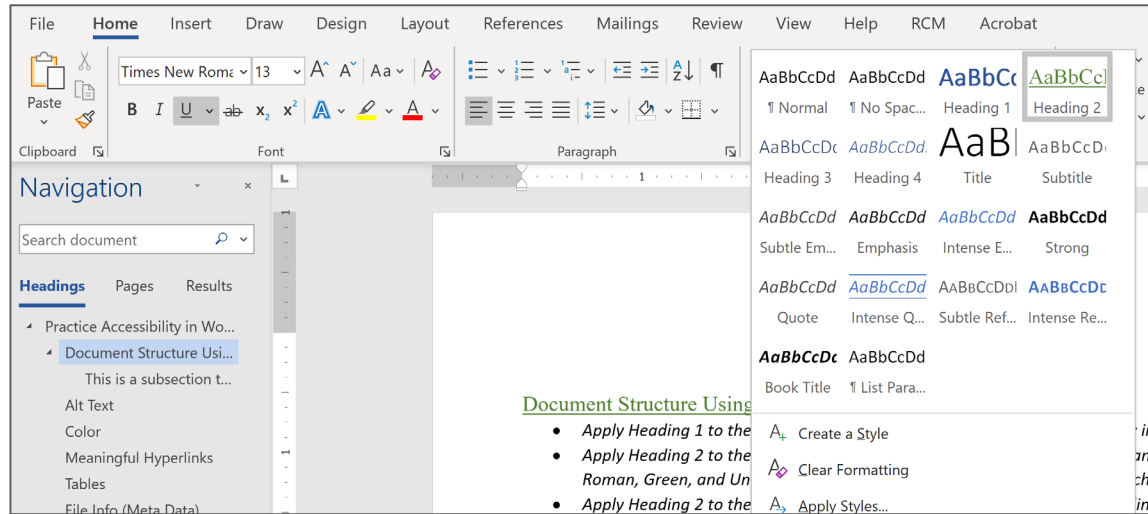 File Home Insert Draw Design Layout References Mailings Review View Help RCM Acrobat
Paste
Times New Roma 13 A^ A˅ Aa A
B I U ab x₂ x² A A
Clipboard Font Paragraph
AaBbCcDd AaBbCcDd AaBbCc AaBbCcI
¶ Normal ¶ No Spac... Heading 1 Heading 2
AaBbCcDc AaBbCcDd. AaB AaBbCcD
Heading 3 Heading 4 Title Subtitle
AaBbCcDd AaBbCcDd AaBbCcDd AaBbCcDd
Subtle Em... Emphasis Intense E... Strong
AaBbCcDd AaBbCcDd AaBbCcDd AaBbCcDd
Quote Intense Q... Subtle Ref... Intense Re...
AaBbCcDc AaBbCcDd
Book Title ¶ List Para...
Create a Style
Clear Formatting
Apply Styles...
Navigation
Search document
Headings Pages Results
Practice Accessibility in Wo...
Document Structure Usi...
This is a subsection t...
Alt Text
Color
Meaningful Hyperlinks
Tables
File Info (Meta Data)
1
Document Structure Using
• Apply Heading 1 to the
• Apply Heading 2 to the
Roman, Green, and Un
• Apply Heading 2 to the